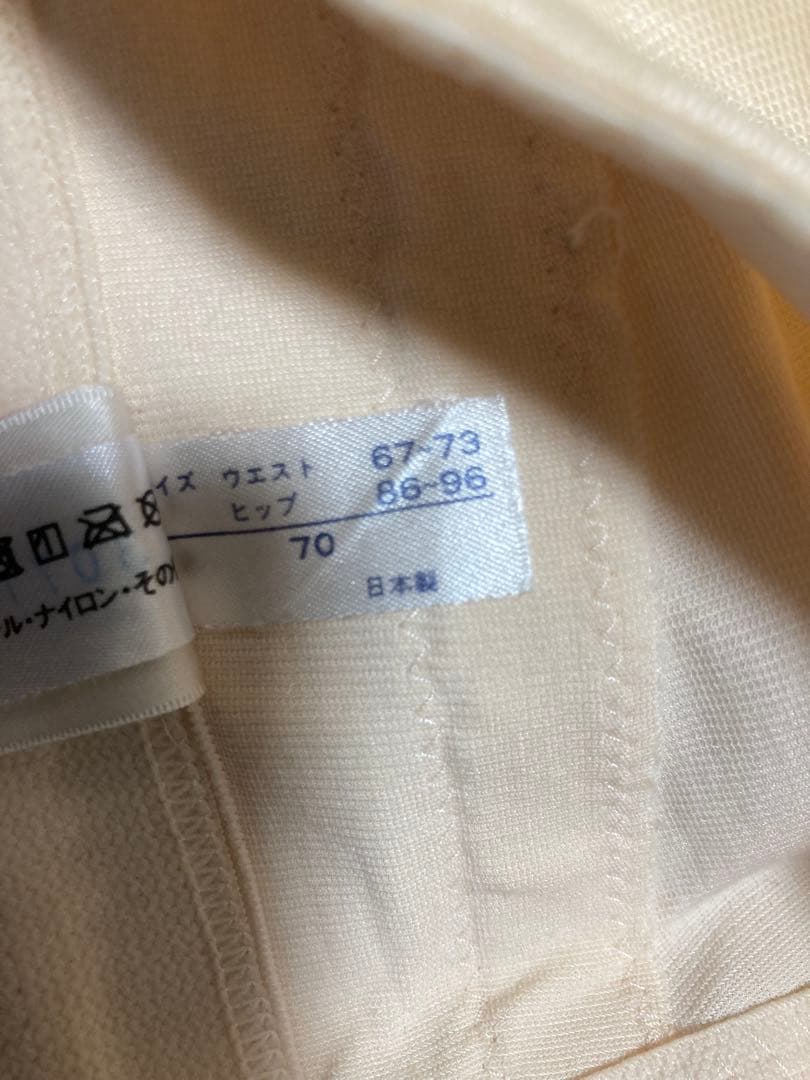 イズ ウエスト 67-73
ヒップ 86-96
70
日本製
ル・ナイロン・その